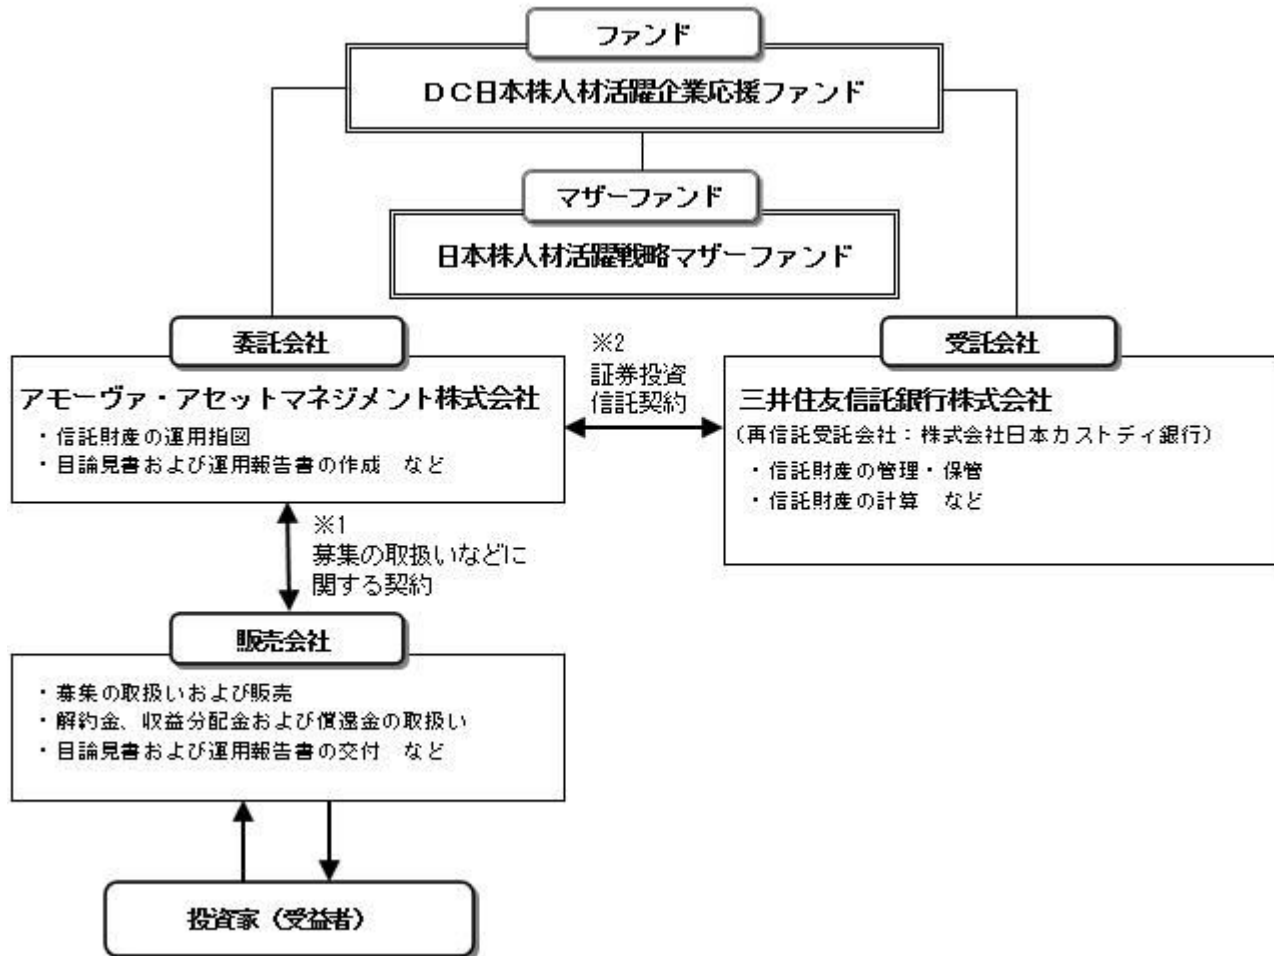 ファンド
DC日本株人材活躍企業応援ファンド
マザーファンド
日本株人材活躍戦略マザーファンド
委託会社
アモーヴァ・アセットマネジメント株式会社
・信託財産の運用指図
・目論見書および運用報告書の作成　など
※2
証券投資
信託契約
受託会社
三井住友信託銀行株式会社
(再信託受託会社：株式会社日本カストディ銀行)
・信託財産の管理・保管
・信託財産の計算　など
※1
募集の取扱いなどに
関する契約
販売会社
・募集の取扱いおよび販売
・解約金、収益分配金および償還金の取扱い
・目論見書および運用報告書の交付　など
投資家（受益者）